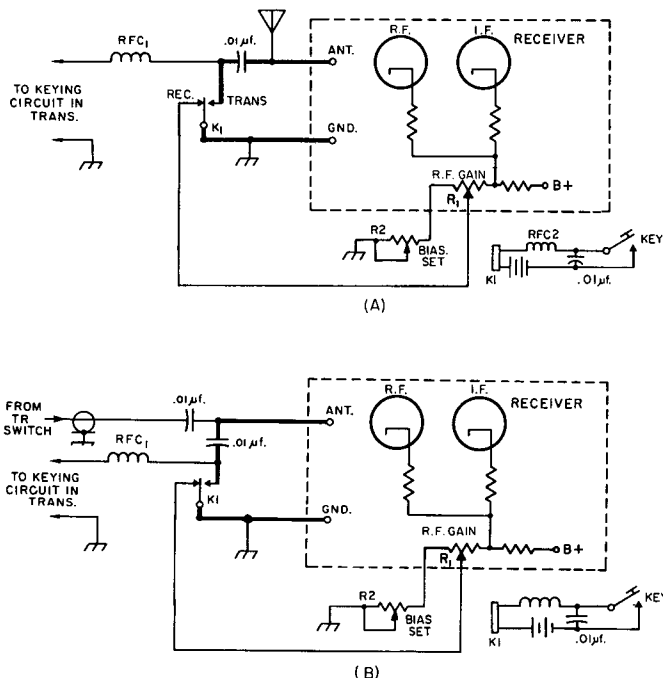 RFC1
.01µf.
ANT.
R.F.
I.F.
RECEIVER
TO KEYING
CIRCUIT IN
TRANS.
REC.
TRANS
K1
GND.
R.F. GAIN
R1
B+
R2
BIAS.
SET
RFC2
KEY
K1
.01µf.
(A)
FROM
TR
SWITCH
.01µf.
ANT.
R.F.
I.F.
RECEIVER
.01µf.
RFC1
TO KEYING
CIRCUIT IN
TRANS.
K1
GND.
R.F. GAIN
R1
B+
R2
BIAS
SET
KEY
K1
.01µf.
(B)